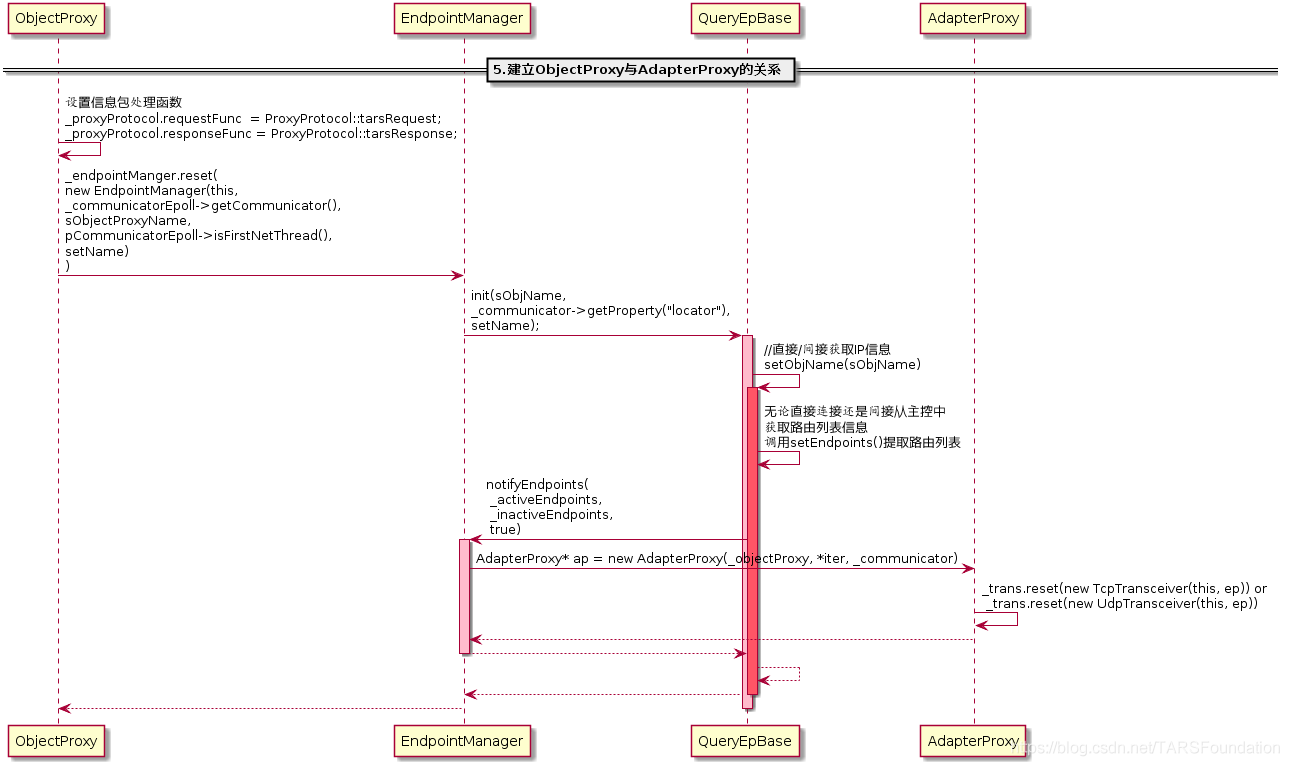 ObjectProxy
EndpointManager
QueryEpBase
AdapterProxy
5.建立ObjectProxy与AdapterProxy的关系
设置信息包处理函数
_proxyProtocol.requestFunc  = ProxyProtocol::tarsRequest;
_proxyProtocol.responseFunc = ProxyProtocol::tarsResponse;
_endpointManger.reset(
new EndpointManager(this,
_communicatorEpoll->getCommunicator(),
sObjectProxyName,
pCommunicatorEpoll->isFirstNetThread(),
setName)
)
init(sObjName,
_communicator->getProperty("locator"),
setName);
//直接/间接获取IP信息
setObjName(sObjName)
无论直接连接还是间接从主控中
获取路由列表信息
调用setEndpoints()提取路由列表
notifyEndpoints(
_activeEndpoints,
_inactiveEndpoints,
true)
AdapterProxy* ap = new AdapterProxy(_objectProxy, *iter, _communicator)
_trans.reset(new TcpTransceiver(this, ep)) or
_trans.reset(new UdpTransceiver(this, ep))
ObjectProxy
EndpointManager
QueryEpBase
AdapterProxy
https://blog.csdn.net/TARSFoundation